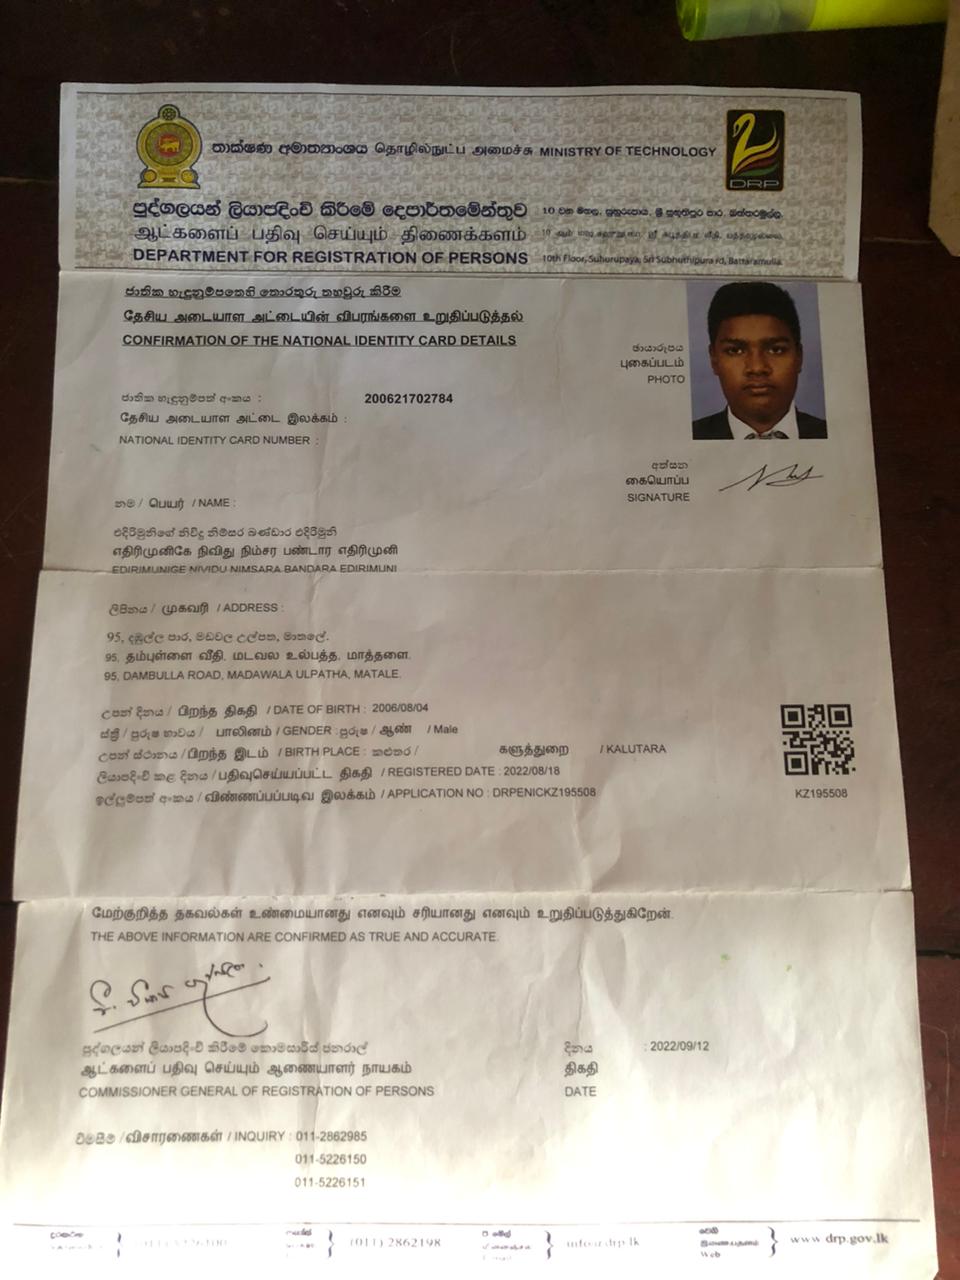 තාක්ෂණ අමාත්‍යාංශය தொழில்நுட்ப அமைச்சு MINISTRY OF TECHNOLOGY
DRP
පුද්ගලයන් ලියාපදිංචි කිරීමේ දෙපාර්තමේන්තුව 10 වන මහල, සුහුරුපාය, ශ්‍රී සුභූතිපුර පාර, බත්තරමුල්ල.
ஆட்களைப் பதிவு செய்யும் திணைக்களம்
DEPARTMENT FOR REGISTRATION OF PERSONS 10th Floor, Suhurupaya, Sri Subhuthipura rd, Battaramulla.
ජාතික හැඳුනුම්පතෙහි තොරතුරු තහවුරු කිරීම
தேசிய அடையாள அட்டையின் விபரங்களை உறுதிப்படுத்தல்
CONFIRMATION OF THE NATIONAL IDENTITY CARD DETAILS
ඡායාරූපය
புகைப்படம்
PHOTO
ජාතික හැඳුනුම්පත් අංකය : 200621702784
தேசிய அடையாள அட்டை இலக்கம் :
NATIONAL IDENTITY CARD NUMBER :
අත්සන
கையொப்ப
SIGNATURE
නම / பெயர் / NAME :
එදිරිමුනිගේ නිවිදු නිම්සර බණ්ඩාර එදිරිමුනි
எதிரிமுனிகே நிவிது நிம்சர பண்டார எதிரிமுனி
EDIRIMUNIGE NIVIDU NIMSARA BANDARA EDIRIMUNI
ලිපිනය / முகவரி / ADDRESS :
95, දඹුල්ල පාර, මඩවල උල්පත, මාතලේ.
95, தம்புள்ளை வீதி, மடவல உல்பத்த, மாத்தளை.
95, DAMBULLA ROAD, MADAWALA ULPATHA, MATALE.
උපන් දිනය / பிறந்த திகதி / DATE OF BIRTH : 2006/08/04
ස්ත්‍රී / පුරුෂ භාවය / பாலினம் / GENDER : පුරුෂ / ஆண் / Male
උපන් ස්ථානය / பிறந்த இடம் / BIRTH PLACE : කළුතර / களுத்துறை / KALUTARA
ලියාපදිංචි කළ දිනය / பதிவுசெய்யப்பட்ட திகதி / REGISTERED DATE : 2022/08/18
ඉල්ලුම්පත් අංකය / விண்ணப்பப்படிவ இலக்கம் / APPLICATION NO : DRPENICKZ195508
KZ195508
மேற்குறித்த தகவல்கள் உண்மையானது எனவும் சரியானது எனவும் உறுதிப்படுத்துகிறேன்.
THE ABOVE INFORMATION ARE CONFIRMED AS TRUE AND ACCURATE.
පුද්ගලයන් ලියාපදිංචි කිරීමේ කොමසාරිස් ජනරාල්
ஆட்களைப் பதிவு செய்யும் ஆணையாளர் நாயகம்
COMMISSIONER GENERAL OF REGISTRATION OF PERSONS
දිනය : 2022/09/12
திகதி
DATE
විමසීම් / விசாரணைகள் / INQUIRY : 011-2862985
011-5226150
011-5226151
(011) 2862198
info@drp.lk
වෙබ්
இணையதளம்
Web
www.drp.gov.lk